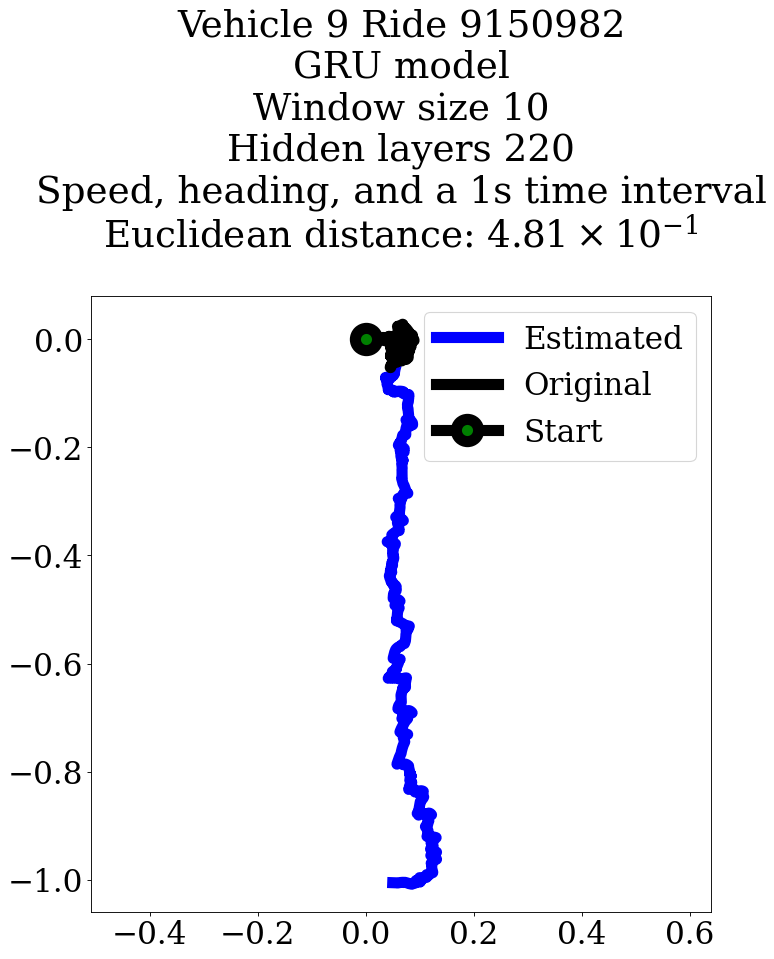 Vehicle 9 Ride 9150982
GRU model
Window size 10
Hidden layers 220
Speed, heading, and a 1s time interval
Euclidean distance: 4.81 × 10⁻¹
Estimated
Original
Start
0.0
−0.2
−0.4
−0.6
−0.8
−1.0
−0.4 −0.2 0.0 0.2 0.4 0.6